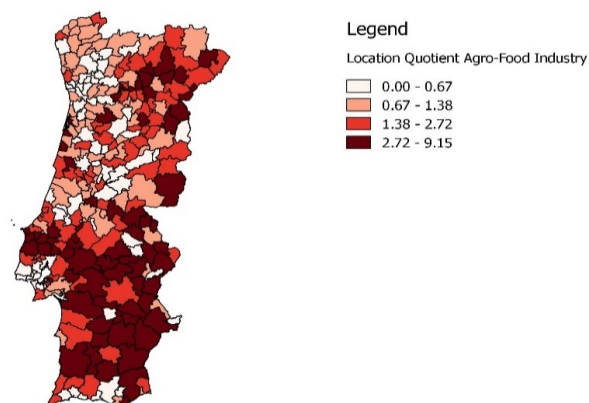 Legend
Location Quotient Agro-Food Industry
0.00 - 0.67
0.67 - 1.38
1.38 - 2.72
2.72 - 9.15